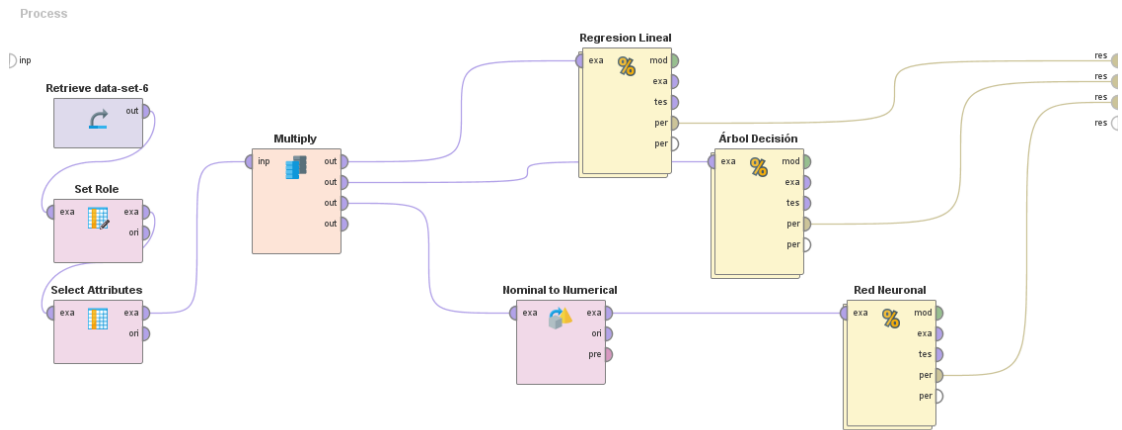 Process
inp
Retrieve data-set-6
out
Set Role
exa exa
ori
Select Attributes
exa exa
ori
Multiply
inp out
out
out
out
Regresion Lineal
exa mod
exa
tes
per
per
Árbol Decisión
exa mod
exa
tes
per
per
Nominal to Numerical
exa exa
ori
pre
Red Neuronal
exa mod
exa
tes
per
per
res
res
res
res